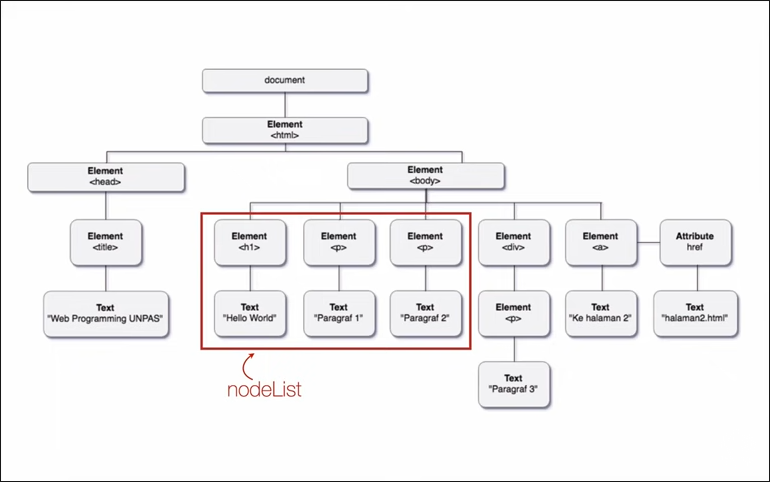 document
Element
<html>
Element
<head>
Element
<body>
Element
<title>
Element
<h1>
Element
<p>
Element
<p>
Element
<div>
Element
<a>
Attribute
href
Text
"Web Programming UNPAS"
Text
"Hello World"
Text
"Paragraf 1"
Text
"Paragraf 2"
Element
<p>
Text
"Ke halaman 2"
Text
"halaman2.html"
Text
"Paragraf 3"
nodeList